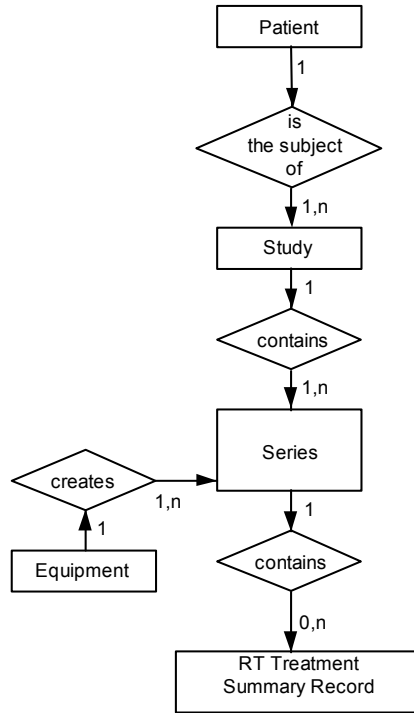 Patient
1
is
the subject
of
1,n
Study
1
contains
1,n
Series
creates
1,n
1
Equipment
1
contains
0,n
RT Treatment
Summary Record